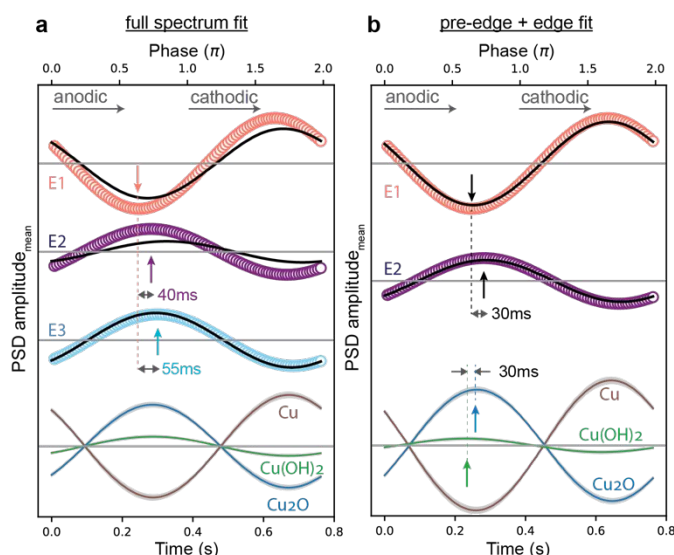 a full spectrum fit
Phase (π)
0.0 0.5 1.0 1.5 2.0
anodic cathodic
E1
E2
40ms
E3
55ms
Cu
Cu(OH)2
Cu2O
0.0 0.2 0.4 0.6 0.8
Time (s)
PSD amplitudemean
b pre-edge + edge fit
Phase (π)
0.0 0.5 1.0 1.5 2.0
anodic cathodic
E1
E2
30ms
30ms
Cu
Cu(OH)2
Cu2O
0.0 0.2 0.4 0.6 0.8
Time (s)
PSD amplitudemean